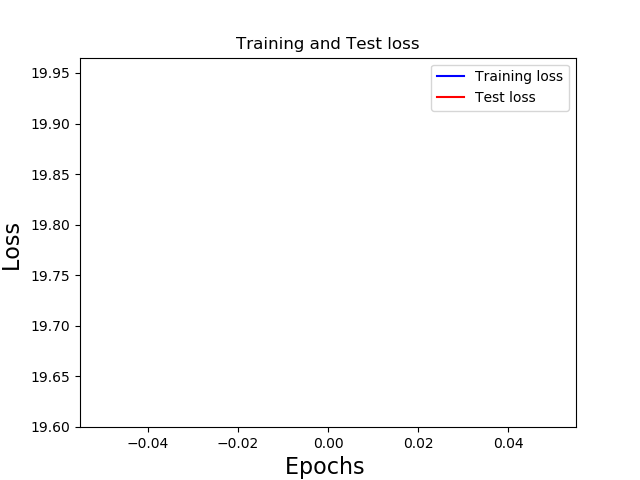 Training and Test loss
Training loss
Test loss
19.95
19.90
19.85
19.80
19.75
19.70
19.65
19.60
Loss
−0.04
−0.02
0.00
0.02
0.04
Epochs